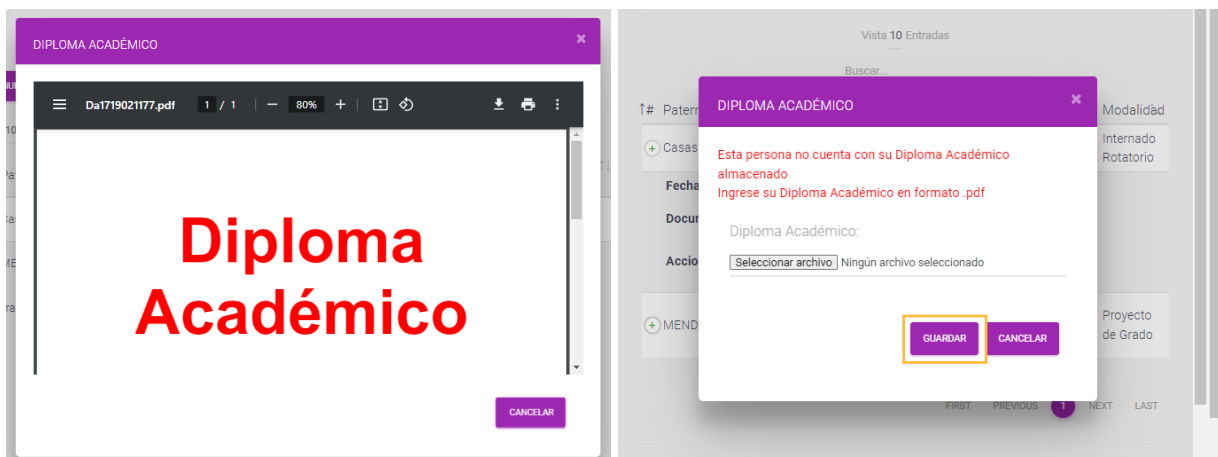 DIPLOMA ACADÉMICO ×
Da1719021177.pdf 1 / 1 80%
Diploma
Académico
CANCELAR
Vista 10 Entradas
Buscar...
# Modalidad
DIPLOMA ACADÉMICO ×
Casas
Internado
Rotatorio
Esta persona no cuenta con su Diploma Académico
almacenado
Ingrese su Diploma Académico en formato .pdf
Diploma Académico:
Seleccionar archivo Ningún archivo seleccionado
GUARDAR CANCELAR
Proyecto
de Grado
FIRST PREVIOUS 1 NEXT LAST